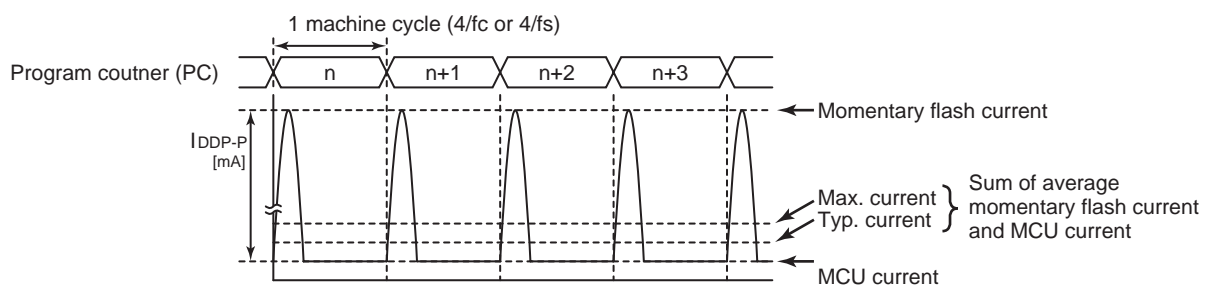 1 machine cycle (4/fc or 4/fs)
Program coutner (PC)
n
n+1
n+2
n+3
Momentary flash current
IDDP-P
[mA]
Max. current
Typ. current
Sum of average
momentary flash current
and MCU current
MCU current